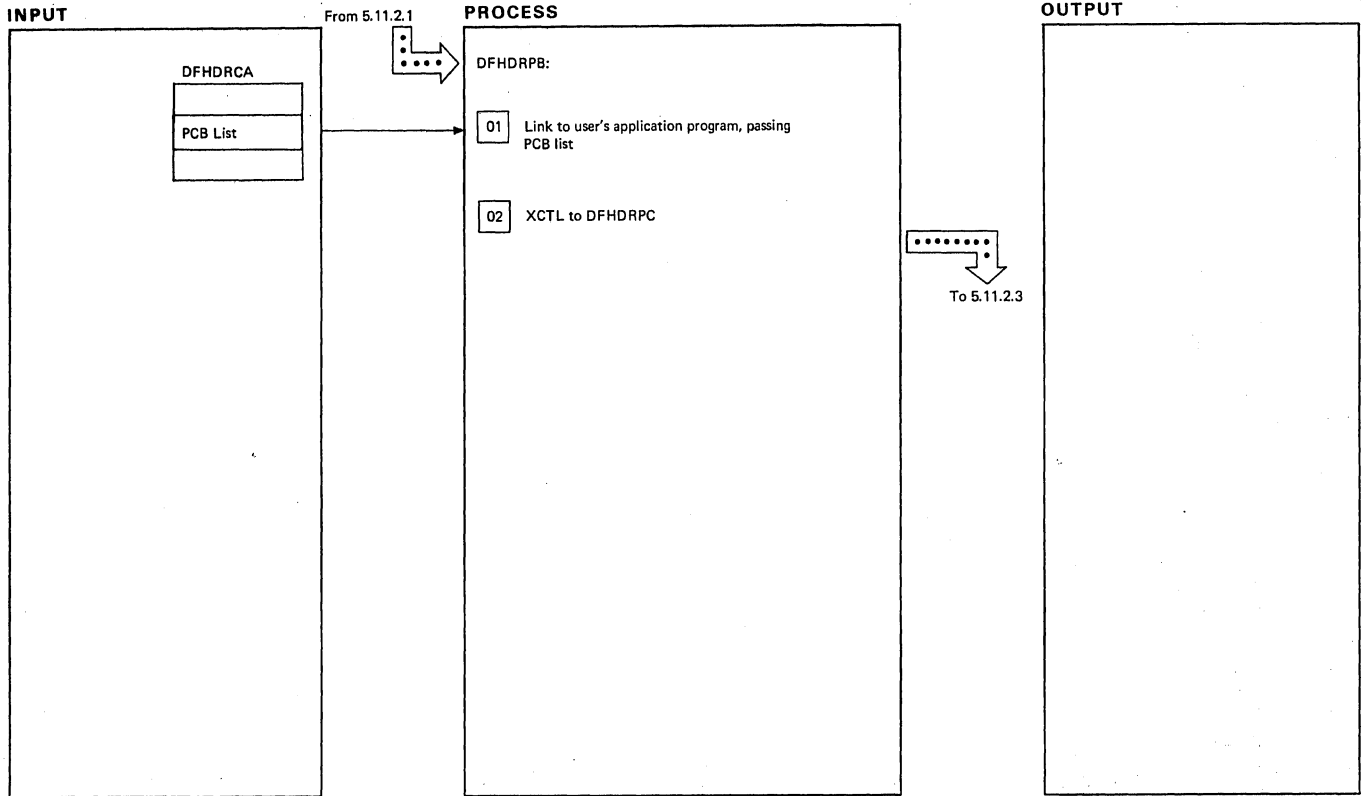 INPUT
From 5.11.2.1
PROCESS
OUTPUT
DFHDRCA
PCB List
DFHDRPB:
01 Link to user's application program, passing
PCB list
02 XCTL to DFHDRPC
To 5.11.2.3